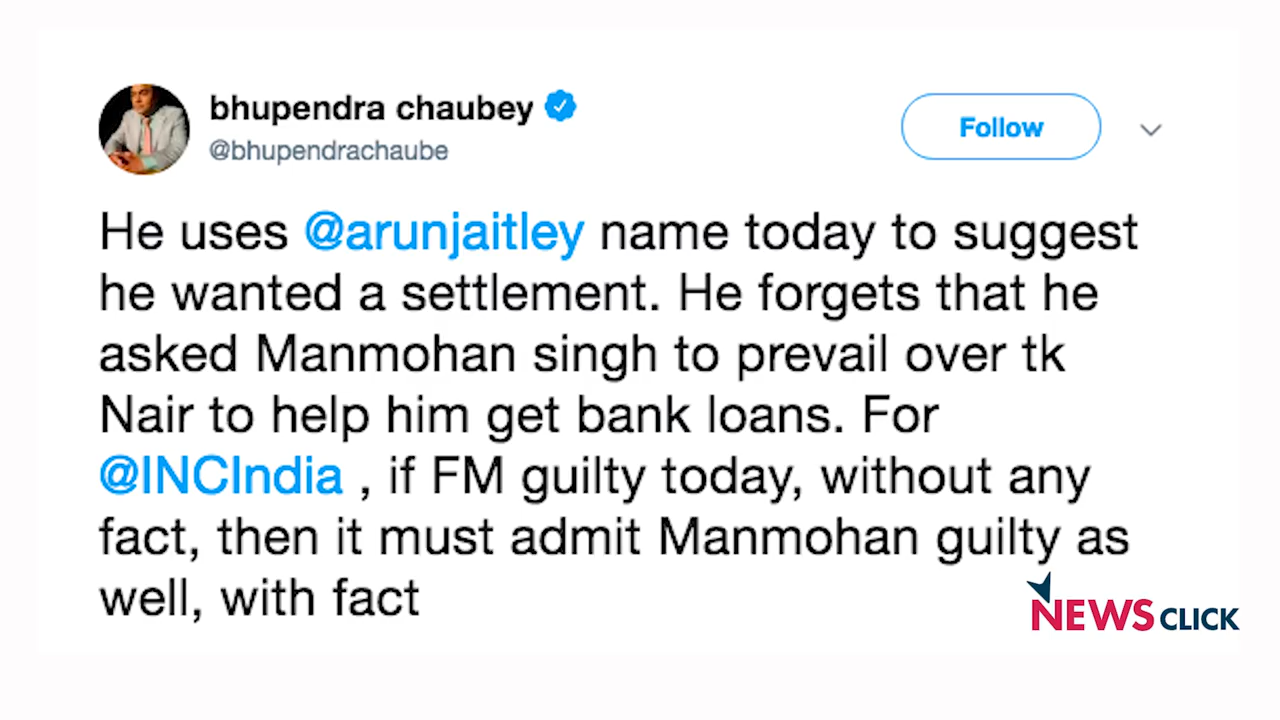 bhupendra chaubey
@bhupendrachaube
Follow
He uses @arunjaitley name today to suggest
he wanted a settlement. He forgets that he
asked Manmohan singh to prevail over tk
Nair to help him get bank loans. For
@INCIndia , if FM guilty today, without any
fact, then it must admit Manmohan guilty as
well, with fact
NEWSCLICK